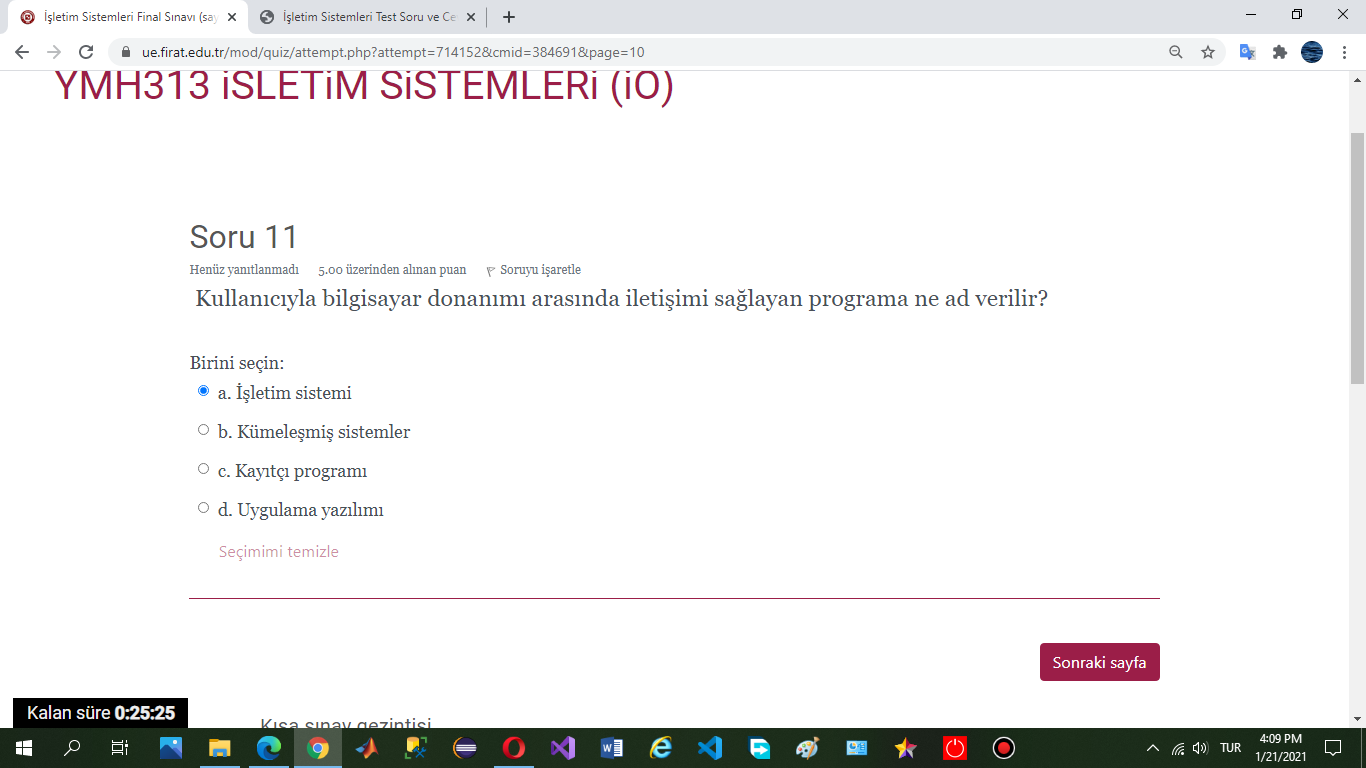 İşletim Sistemleri Final Sınavı (say
İşletim Sistemleri Test Soru ve Ce
ue.firat.edu.tr/mod/quiz/attempt.php?attempt=714152&cmid=384691&page=10
YMH313 İSLETİM SİSTEMLERİ (İÖ)
Soru 11
Henüz yanıtlanmadı 5.00 üzerinden alınan puan Soruyu işaretle
Kullanıcıyla bilgisayar donanımı arasında iletişimi sağlayan programa ne ad verilir?
Birini seçin:
a. İşletim sistemi
b. Kümeleşmiş sistemler
c. Kayıtçı programı
d. Uygulama yazılımı
Seçimimi temizle
Sonraki sayfa
Kalan süre 0:25:25
Kısa sınav gezintisi
TUR
4:09 PM
1/21/2021